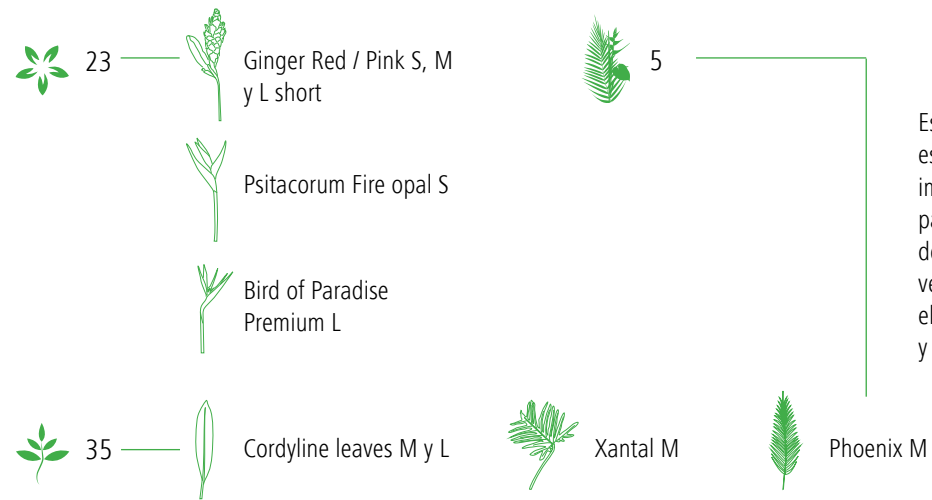 23
Ginger Red / Pink S, M
y L short
5
Psitacorum Fire opal S
Bird of Paradise
Premium L
35
Cordyline leaves M y L
Xantal M
Phoenix M
y